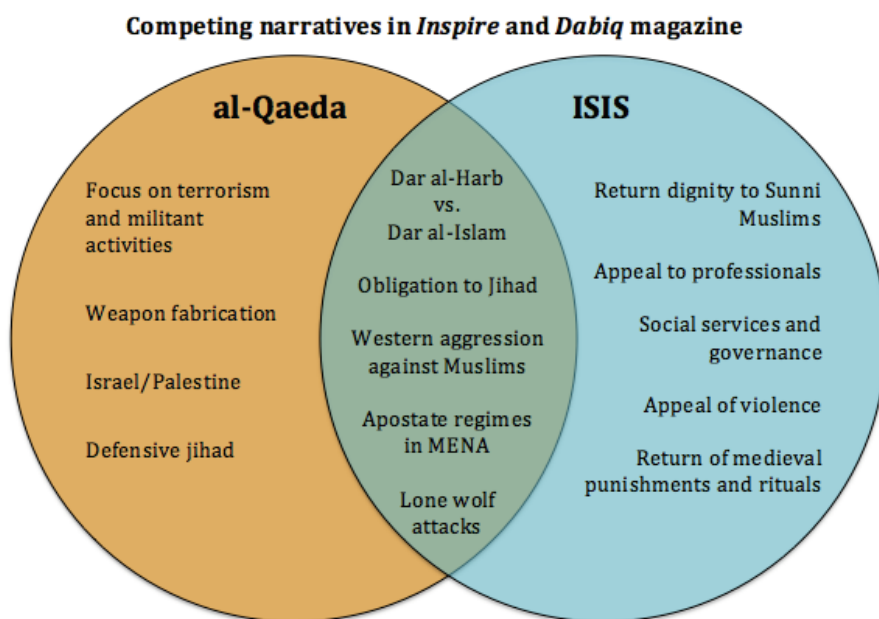 Competing narratives in Inspire and Dabiq magazine
al-Qaeda
Focus on terrorism
and militant
activities
Weapon fabrication
Israel/Palestine
Defensive jihad
Dar al-Harb
vs.
Dar al-Islam
Obligation to Jihad
Western aggression
against Muslims
Apostate regimes
in MENA
Lone wolf
attacks
ISIS
Return dignity to Sunni
Muslims
Appeal to professionals
Social services and
governance
Appeal of violence
Return of medieval
punishments and rituals